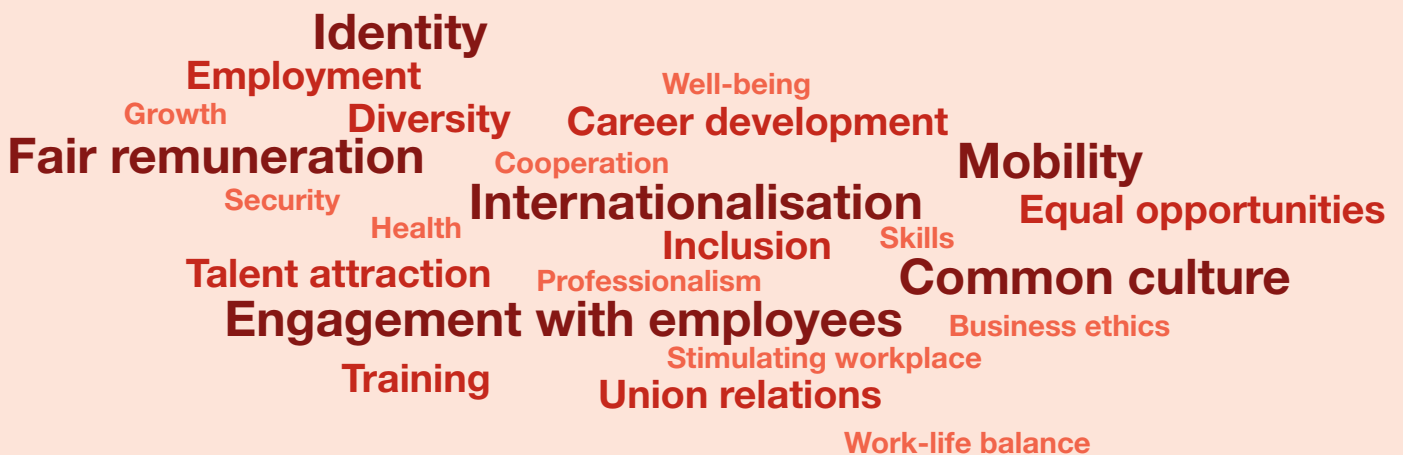 Identity
Employment
Well-being
Growth
Diversity
Career development
Fair remuneration
Cooperation
Mobility
Security
Internationalisation
Equal opportunities
Health
Inclusion
Skills
Talent attraction
Professionalism
Common culture
Engagement with employees
Business ethics
Stimulating workplace
Training
Union relations
Work-life balance